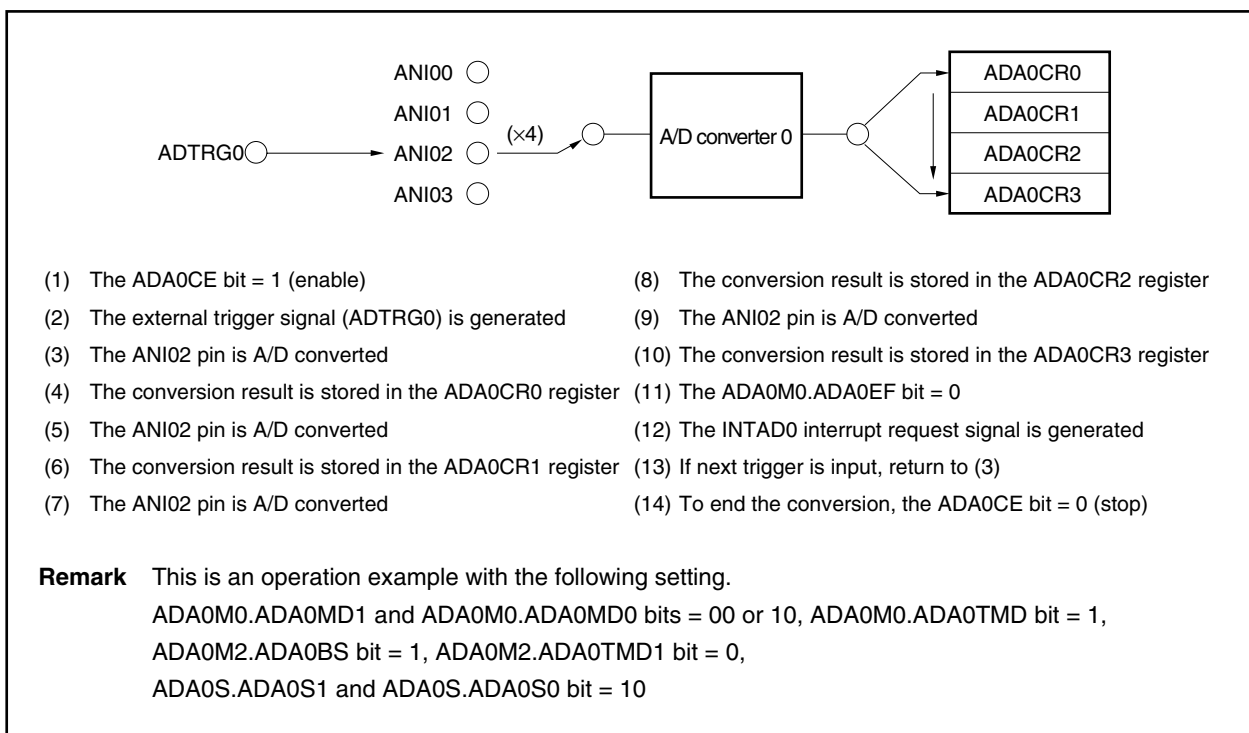 ANI00
ANI01
ADTRG0
ANI02
(×4)
ANI03
A/D converter 0
ADA0CR0
ADA0CR1
ADA0CR2
ADA0CR3
(1) The ADA0CE bit = 1 (enable)
(2) The external trigger signal (ADTRG0) is generated
(3) The ANI02 pin is A/D converted
(4) The conversion result is stored in the ADA0CR0 register
(5) The ANI02 pin is A/D converted
(6) The conversion result is stored in the ADA0CR1 register
(7) The ANI02 pin is A/D converted
(8) The conversion result is stored in the ADA0CR2 register
(9) The ANI02 pin is A/D converted
(10) The conversion result is stored in the ADA0CR3 register
(11) The ADA0M0.ADA0EF bit = 0
(12) The INTAD0 interrupt request signal is generated
(13) If next trigger is input, return to (3)
(14) To end the conversion, the ADA0CE bit = 0 (stop)
Remark This is an operation example with the following setting.
ADA0M0.ADA0MD1 and ADA0M0.ADA0MD0 bits = 00 or 10, ADA0M0.ADA0TMD bit = 1,
ADA0M2.ADA0BS bit = 1, ADA0M2.ADA0TMD1 bit = 0,
ADA0S.ADA0S1 and ADA0S.ADA0S0 bit = 10